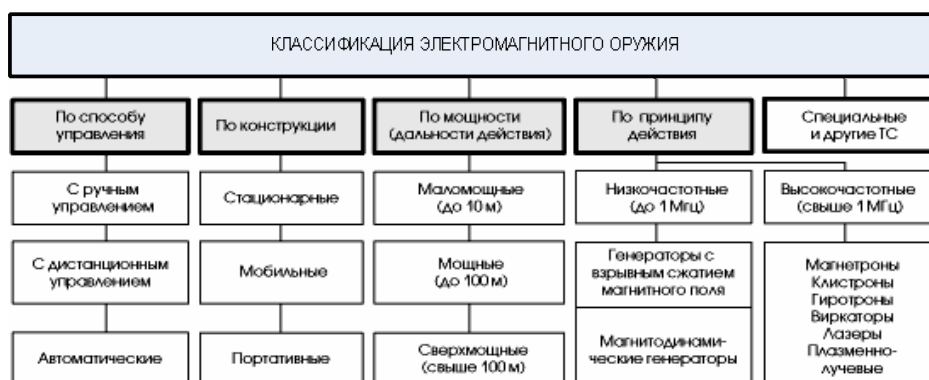 КЛАССИФИКАЦИЯ ЭЛЕКТРОМАГНИТНОГО ОРУЖИЯ
По способу
управления
По конструкции
По мощности
(дальности действия)
По принципу
действия
Специальные
и другие ТС
С ручным
управлением
Стационарные
Маломощные
(до 10 м)
Низкочастотные
(до 1 Мгц)
Высокочастотные
(свыше 1 МГц)
С дистанционным
управлением
Мобильные
Мощные
(до 100 м)
Генераторы с
взрывным сжатием
магнитного поля
Магнетроны
Клистроны
Гиротроны
Виркаторы
Лазеры
Плазменно-
лучевые
Автоматические
Портативные
Сверхмощные
(свыше 100 м)
Магнитодинами-
ческие генераторы